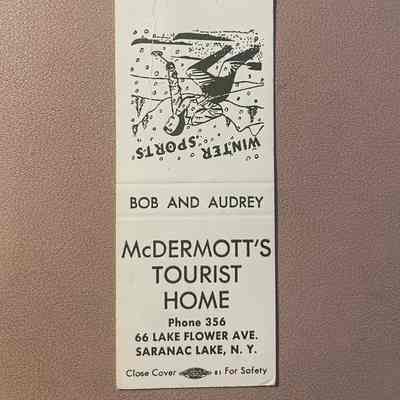 WINTER SPORTS
BOB AND AUDREY
McDERMOTT'S
TOURIST
HOME
Phone 356
66 LAKE FLOWER AVE.
SARANAC LAKE, N. Y.
Close Cover 81 For Safety